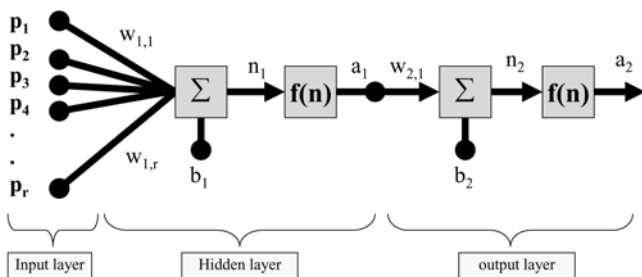 p1
p2
p3
p4
.
.
pr
w1,1
w1,r
Σ
b1
n1
f(n)
a1
w2,1
Σ
b2
n2
f(n)
a2
Input layer
Hidden layer
output layer